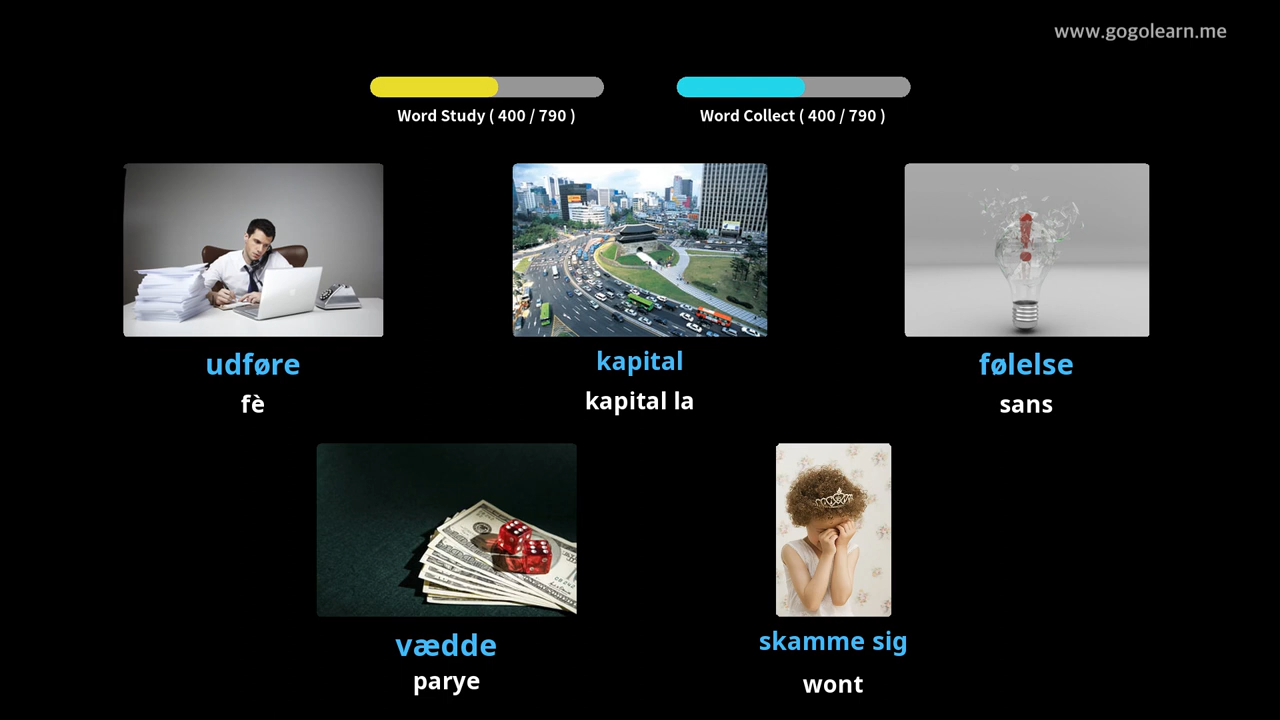 www.gogolearn.me
Word Study ( 400 / 790 )
Word Collect ( 400 / 790 )
udføre
fè
kapital
kapital la
følelse
sans
vædde
parye
skamme sig
wont